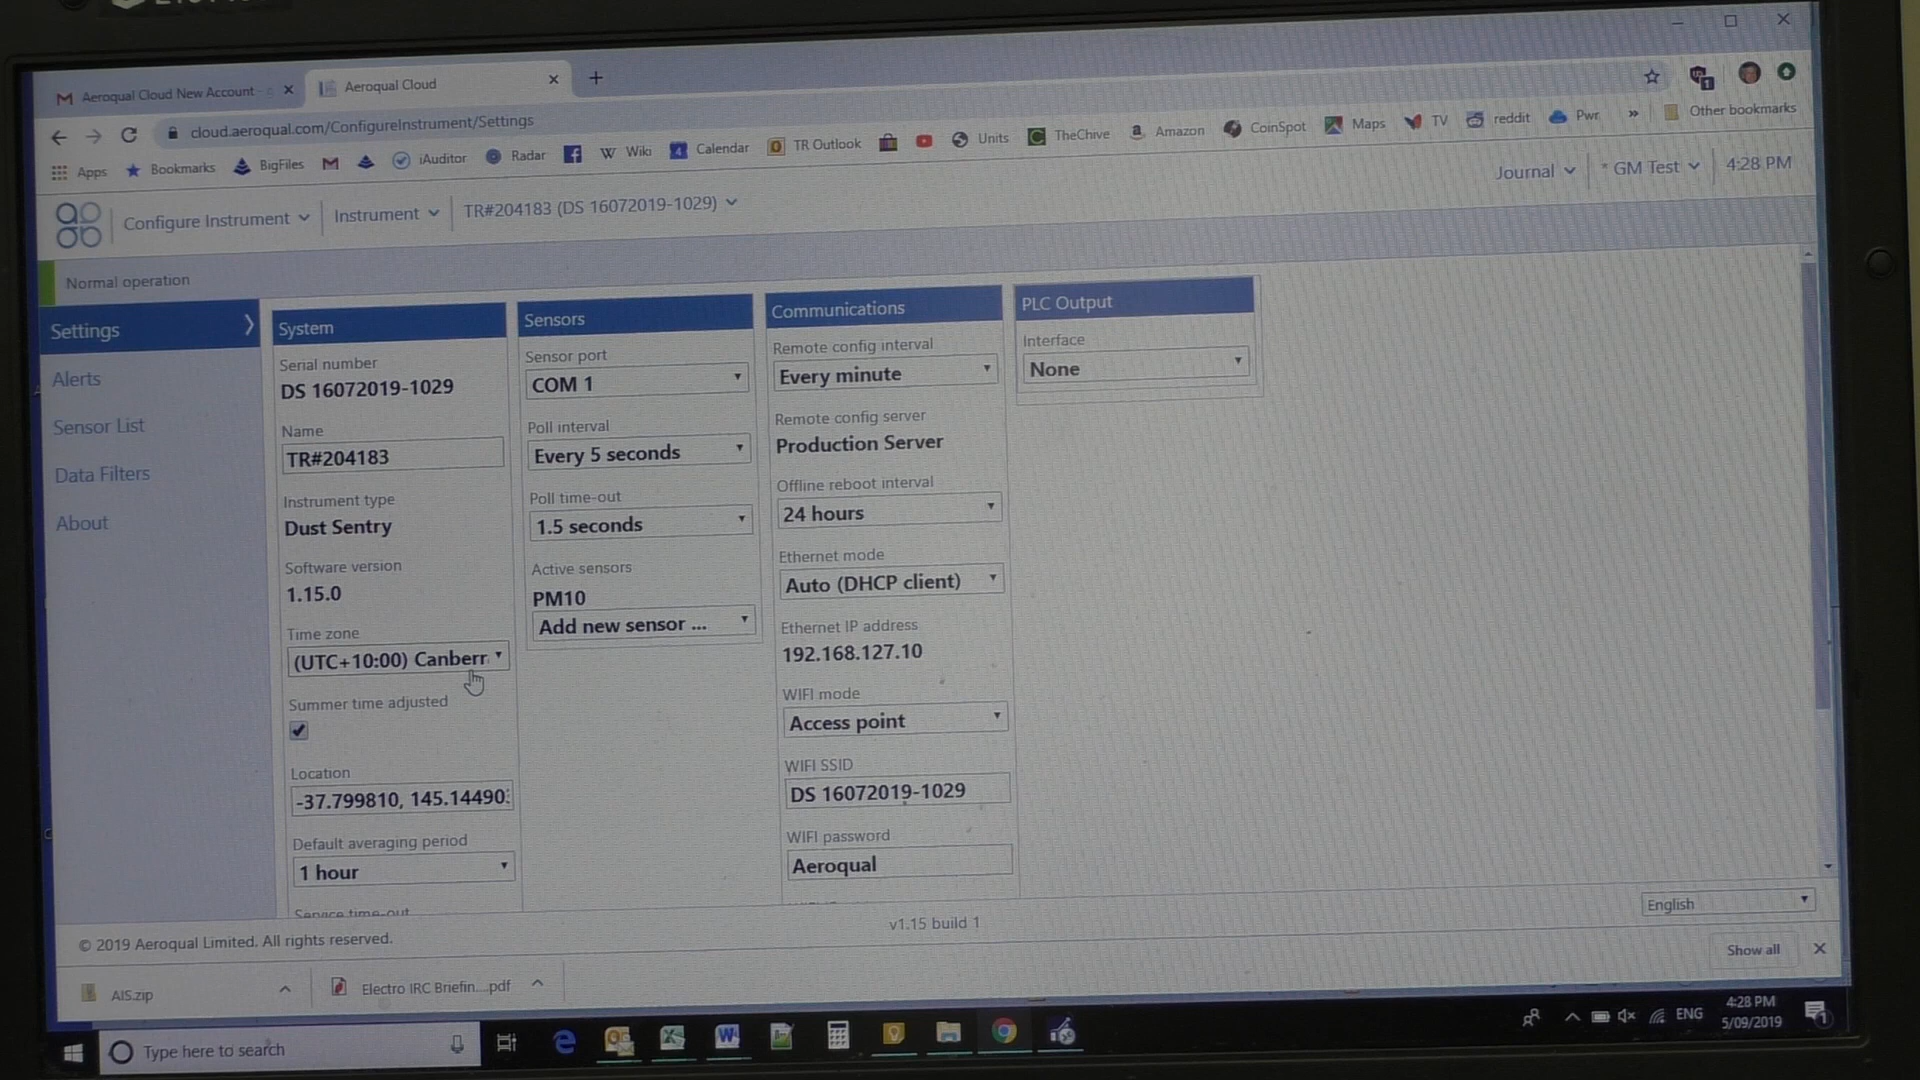 Aeroqual Cloud New Account
Aeroqual Cloud
cloud.aeroqual.com/ConfigureInstrument/Settings
Apps
Bookmarks
BigFiles
iAuditor
Radar
Wiki
Calendar
TR Outlook
Units
TheChive
Amazon
CoinSpot
Maps
TV
reddit
Pwr
»
Other bookmarks
Configure Instrument
Instrument
TR#204183 (DS 16072019-1029)
Journal
* GM Test
4:28 PM
Normal operation
Settings
Alerts
Sensor List
Data Filters
About
System
Serial number
DS 16072019-1029
Name
TR#204183
Instrument type
Dust Sentry
Software version
1.15.0
Time zone
(UTC+10:00) Canberr
Summer time adjusted
Location
-37.799810, 145.14490
Default averaging period
1 hour
Service time-out
Sensors
Sensor port
COM 1
Poll interval
Every 5 seconds
Poll time-out
1.5 seconds
Active sensors
PM10
Add new sensor ...
Communications
Remote config interval
Every minute
Remote config server
Production Server
Offline reboot interval
24 hours
Ethernet mode
Auto (DHCP client)
Ethernet IP address
192.168.127.10
WIFI mode
Access point
WIFI SSID
DS 16072019-1029
WIFI password
Aeroqual
PLC Output
Interface
None
© 2019 Aeroqual Limited. All rights reserved.
v1.15 build 1
English
AIS.zip
Electro IRC Briefin....pdf
Show all
Type here to search
ENG
4:28 PM
5/09/2019